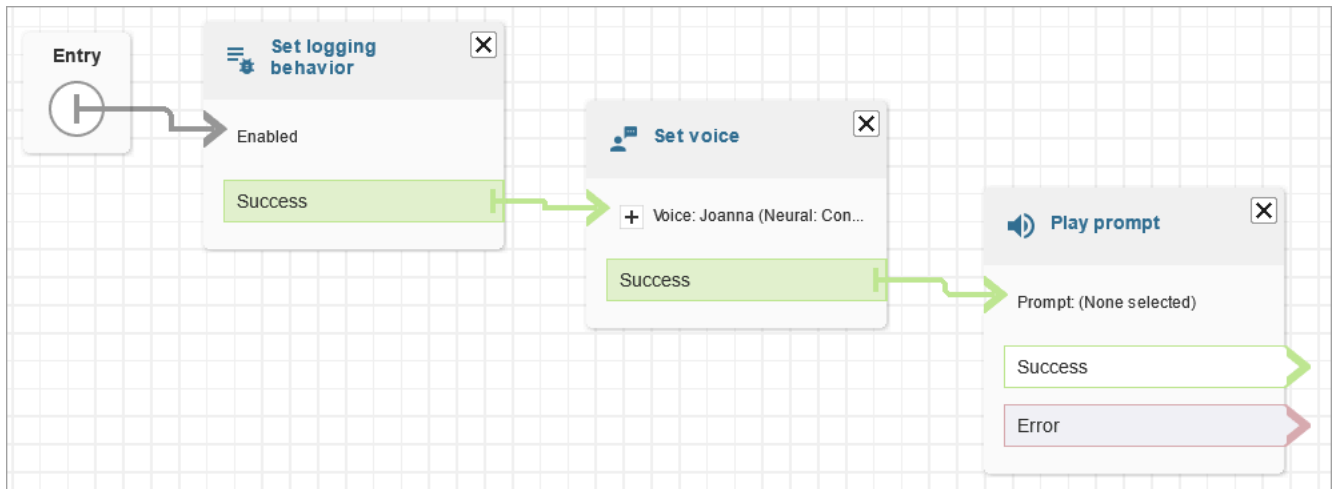 Entry
Set logging
behavior
Enabled
Success
Set voice
Voice: Joanna (Neural: Con...
Success
Play prompt
Prompt: (None selected)
Success
Error